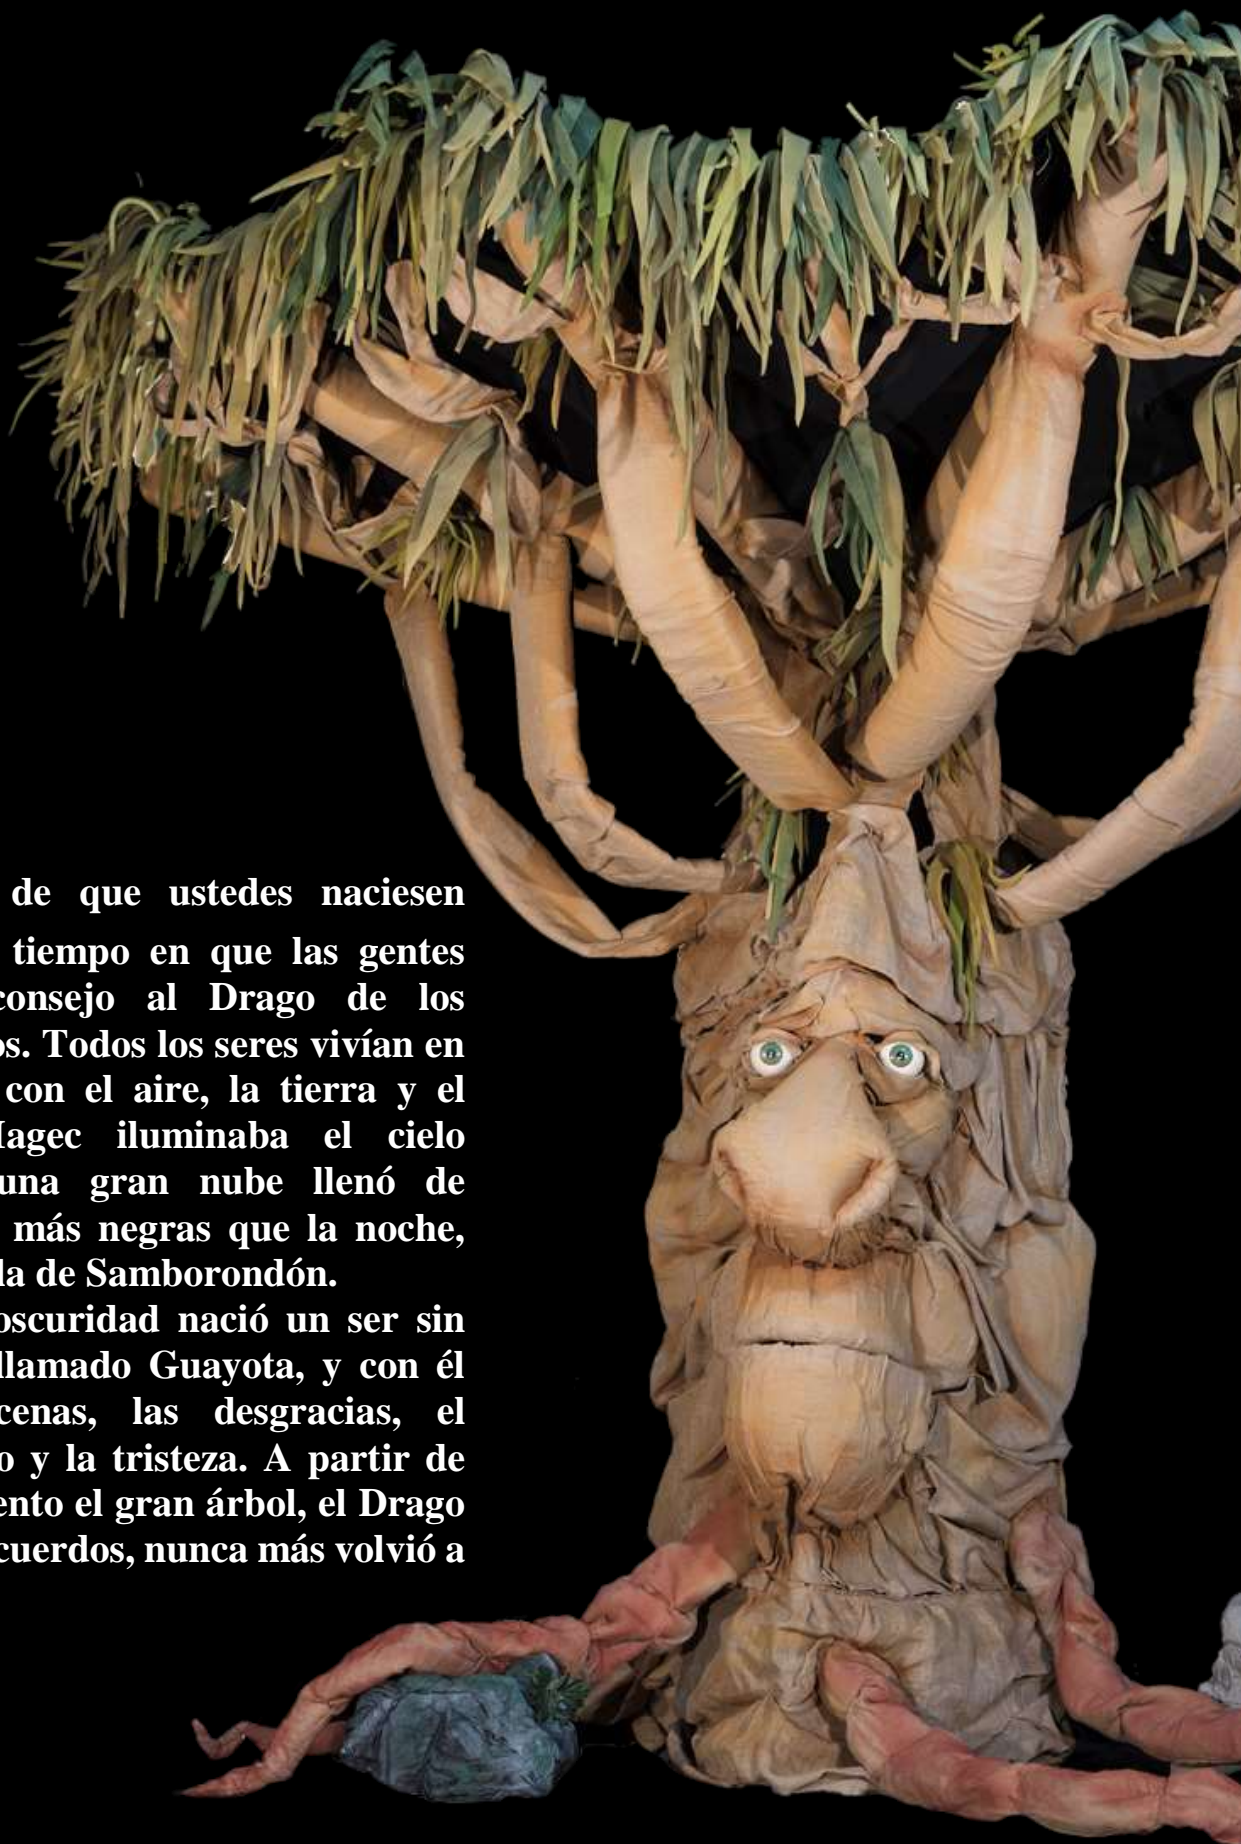 de que ustedes naciesen
tiempo en que las gentes
consejo al Drago de los
os. Todos los seres vivían en
con el aire, la tierra y el
Magec iluminaba el cielo
una gran nube llenó de
más negras que la noche,
la de Samborondón.
oscuridad nació un ser sin
llamado Guayota, y con él
cenas, las desgracias, el
o y la tristeza. A partir de
ento el gran árbol, el Drago
cuerdos, nunca más volvió a